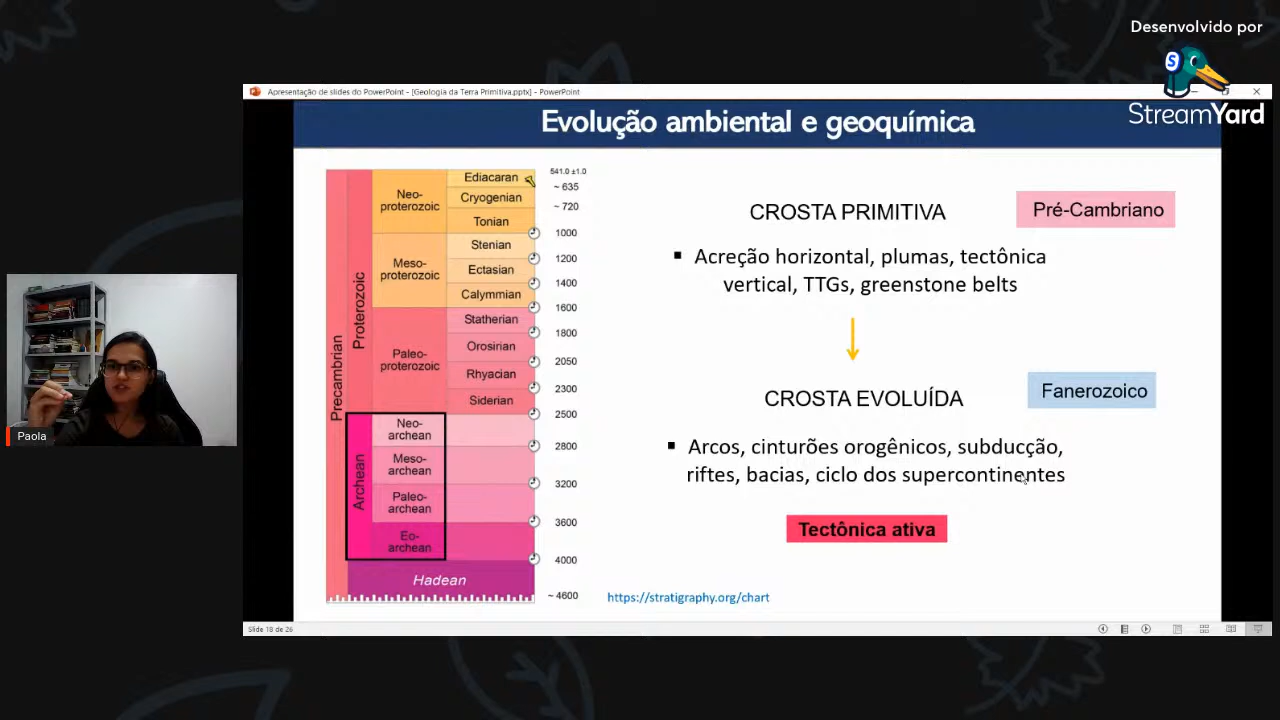 Desenvolvido por
StreamYard
Apresentação de slides do PowerPoint - [Geologia da Terra Primitiva.pptx] - PowerPoint
Evolução ambiental e geoquímica
Precambrian
Proterozoic
Archean
Neo-
proterozoic
Meso-
proterozoic
Paleo-
proterozoic
Neo-
archean
Meso-
archean
Paleo-
archean
Eo-
archean
Hadean
Ediacaran
Cryogenian
Tonian
Stenian
Ectasian
Calymmian
Statherian
Orosirian
Rhyacian
Siderian
541.0 ±1.0
~ 635
~ 720
1000
1200
1400
1600
1800
2050
2300
2500
2800
3200
3600
4000
~ 4600
CROSTA PRIMITIVA
Pré-Cambriano
▪ Acreção horizontal, plumas, tectônica
vertical, TTGs, greenstone belts
CROSTA EVOLUÍDA
Fanerozoico
▪ Arcos, cinturões orogênicos, subducção,
riftes, bacias, ciclo dos supercontinentes
Tectônica ativa
https://stratigraphy.org/chart
Slide 18 de 26
Paola